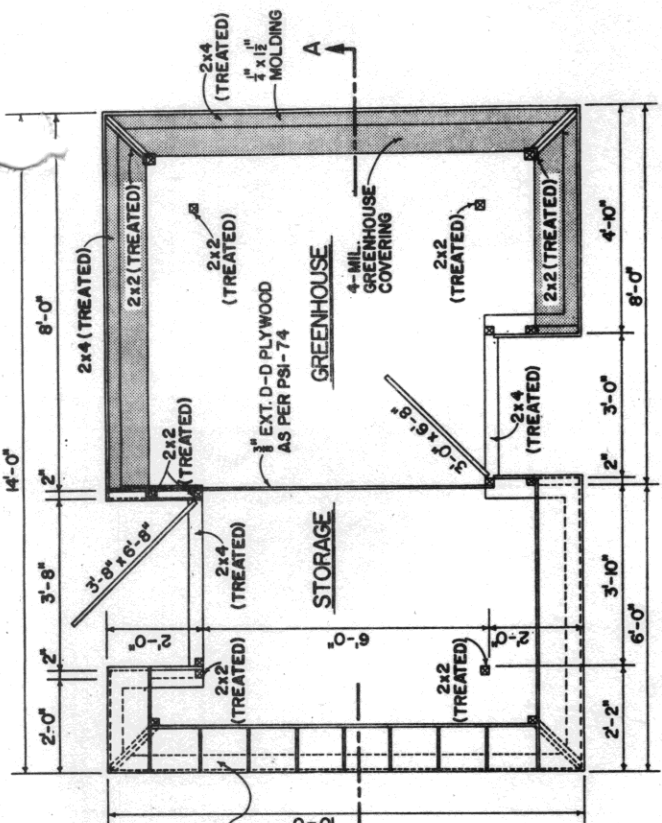 14'-0"
2'-0"
2"
3'-8"
2"
8'-0"
3'-8" x 6'-8"
2x4 (TREATED)
2x2 (TREATED)
2x4
(TREATED)
1/4" x 1 1/2"
MOLDING
A
2x2
(TREATED)
2x2
(TREATED)
2'-0"
2x4
(TREATED)
2x2
(TREATED)
6'-0"
STORAGE
EXT. D-D PLYWOOD
AS PER PSI-74
GREENHOUSE
4-MIL.
GREENHOUSE
COVERING
2x2
(TREATED)
3'-0" x 6'-8"
2x2
(TREATED)
2'-0"
2x4
(TREATED)
2x2 (TREATED)
2'-2"
3'-10"
2"
3'-0"
4'-10"
6'-0"
8'-0"